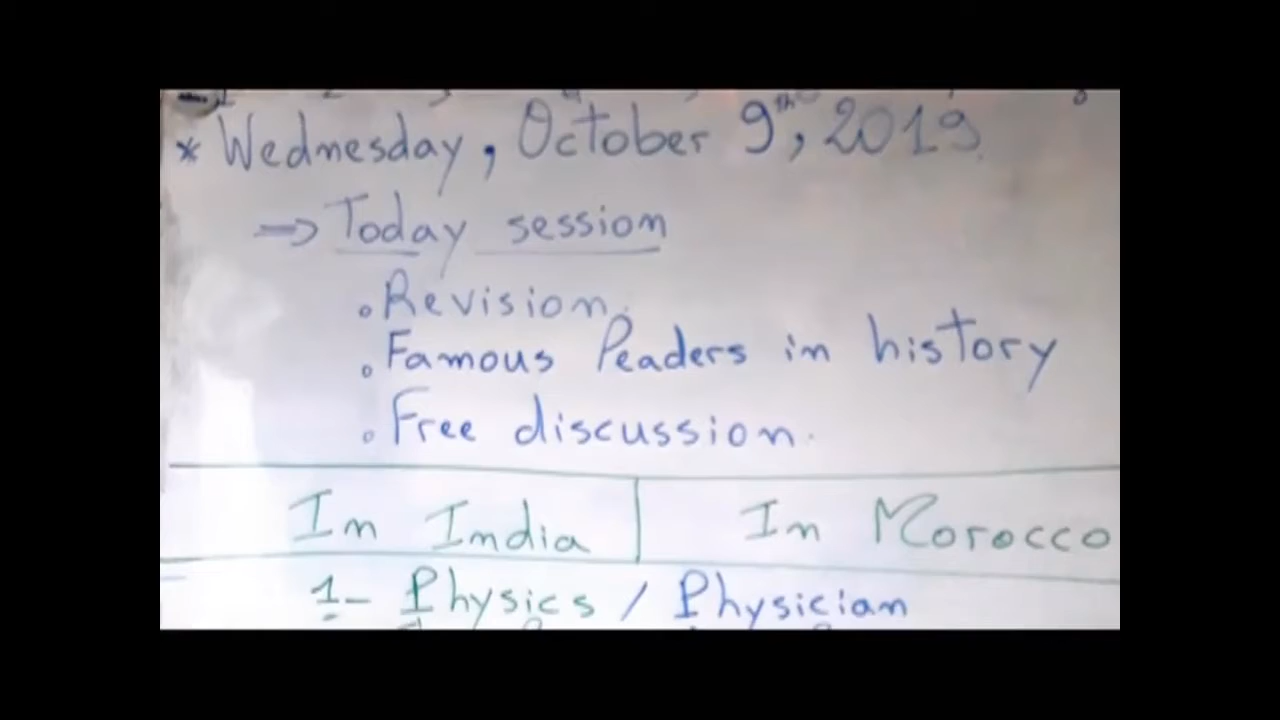 * Wednesday, October 9th, 2019.
⇒ Today session
. Revision.
. Famous leaders in history
. Free discussion.
In India | In Morocco
1- Physics / Physician